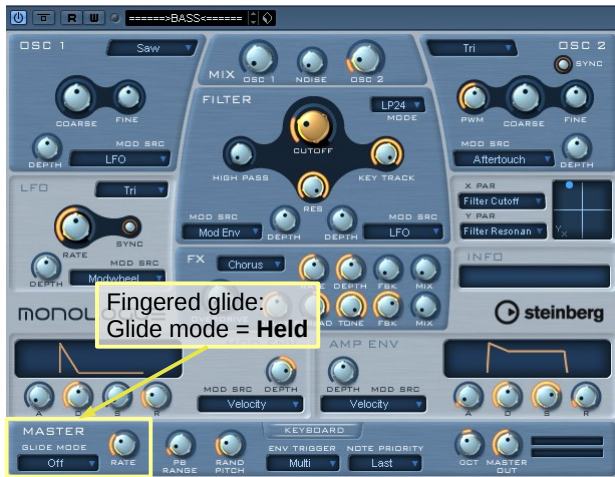 R W ======>BASS<======
OSC 1 Saw
COARSE FINE
DEPTH MOD SRC
LFO
MIX OSC 1 NOISE OSC 2
Tri OSC 2
SYNC
PWM COARSE FINE
MOD SRC
Aftertouch DEPTH
FILTER
LP24
MODE
CUTOFF
HIGH PASS KEY TRACK
RES
MOD SRC MOD SRC
Mod Env DEPTH DEPTH LFO
LFO Tri
RATE SYNC
MOD SRC
DEPTH Modwheel
X PAR
Filter Cutoff
Y PAR
Filter Resonan
Y X
FX Chorus
DEPTH FBK MIX
TONE FBK MIX
INFO
Fingered glide:
Glide mode = Held
steinberg
AMP ENV
A D S R
MOD SRC DEPTH
Velocity
DEPTH MOD SRC
Velocity
A D S R
MASTER
GLIDE MODE
Off RATE
PB RANGE
RAND PITCH
KEYBOARD
ENV TRIGGER NOTE PRIORITY
Multi Last
OCT MASTER OUT